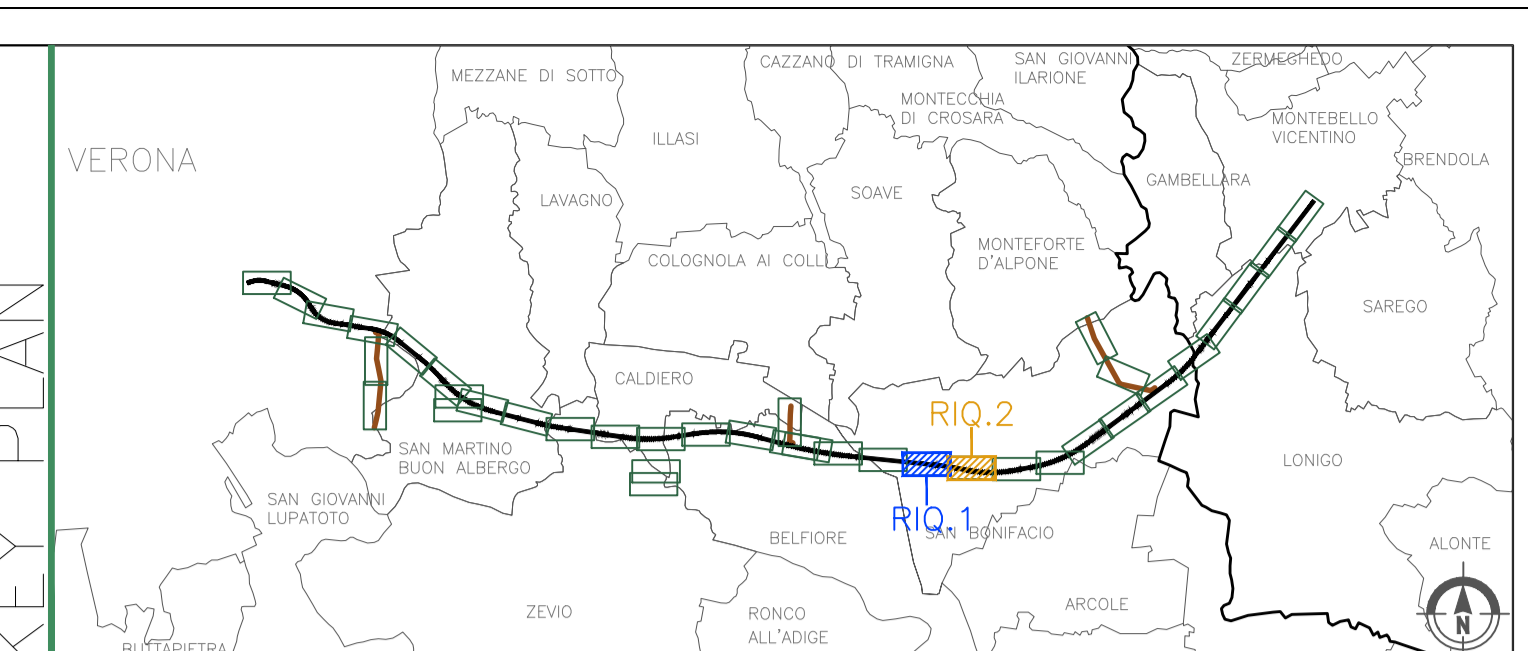 KEY PLAN
MEZZANE DI SOTTO
CAZZANO DI TRAMIGNA
SAN GIOVANNI
ILARIONE
ZERMEGHEDO
MONTECCHIA
DI CROSARA
MONTEBELLO
VICENTINO
ILLASI
VERONA
BRENDOLA
GAMBELLARA
LAVAGNO
SOAVE
MONTEFORTE
D'ALPONE
COLOGNOLA AI COLLI
SAREGO
CALDIERO
RIQ.2
SAN MARTINO
BUON ALBERGO
LONIGO
SAN GIOVANNI
LUPATOTO
RIQ.1
SAN BONIFACIO
BELFIORE
ALONTE
ZEVIO
RONCO
ALL'ADIGE
ARCOLE
N
BUTTAPIETRA